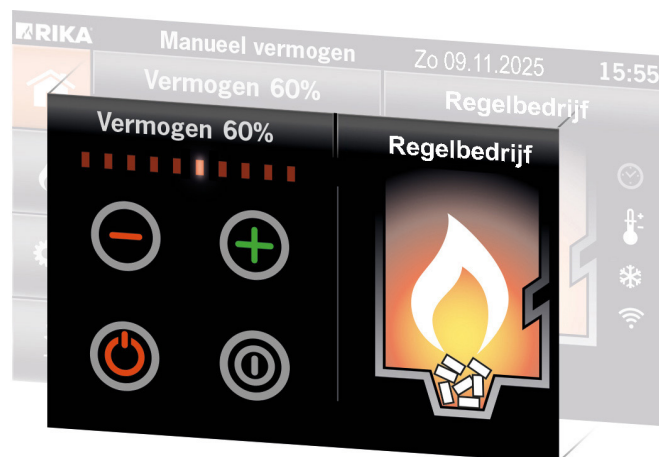 RIKA
Manueel vermogen
Zo 09.11.2025
15:55
Vermogen 60%
Regelbedrijf
Vermogen 60%
Regelbedrijf